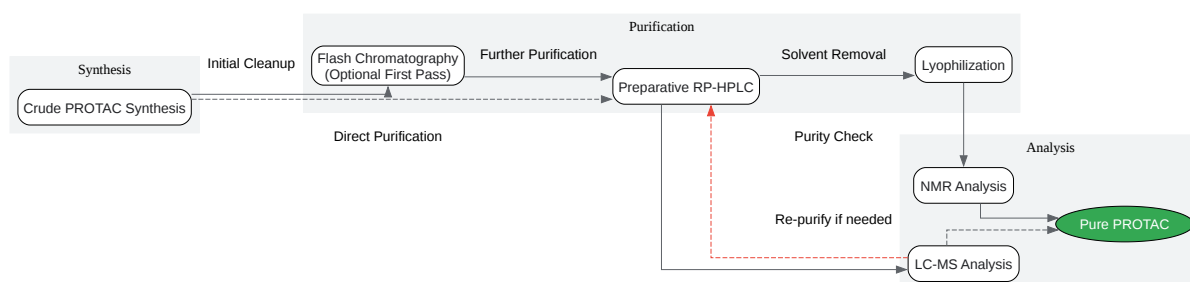 Purification
Synthesis
Initial Cleanup
Flash Chromatography
(Optional First Pass)
Further Purification
Solvent Removal
Lyophilization
Crude PROTAC Synthesis
Preparative RP-HPLC
Direct Purification
Purity Check
Analysis
NMR Analysis
Re-purify if needed
Pure PROTAC
LC-MS Analysis